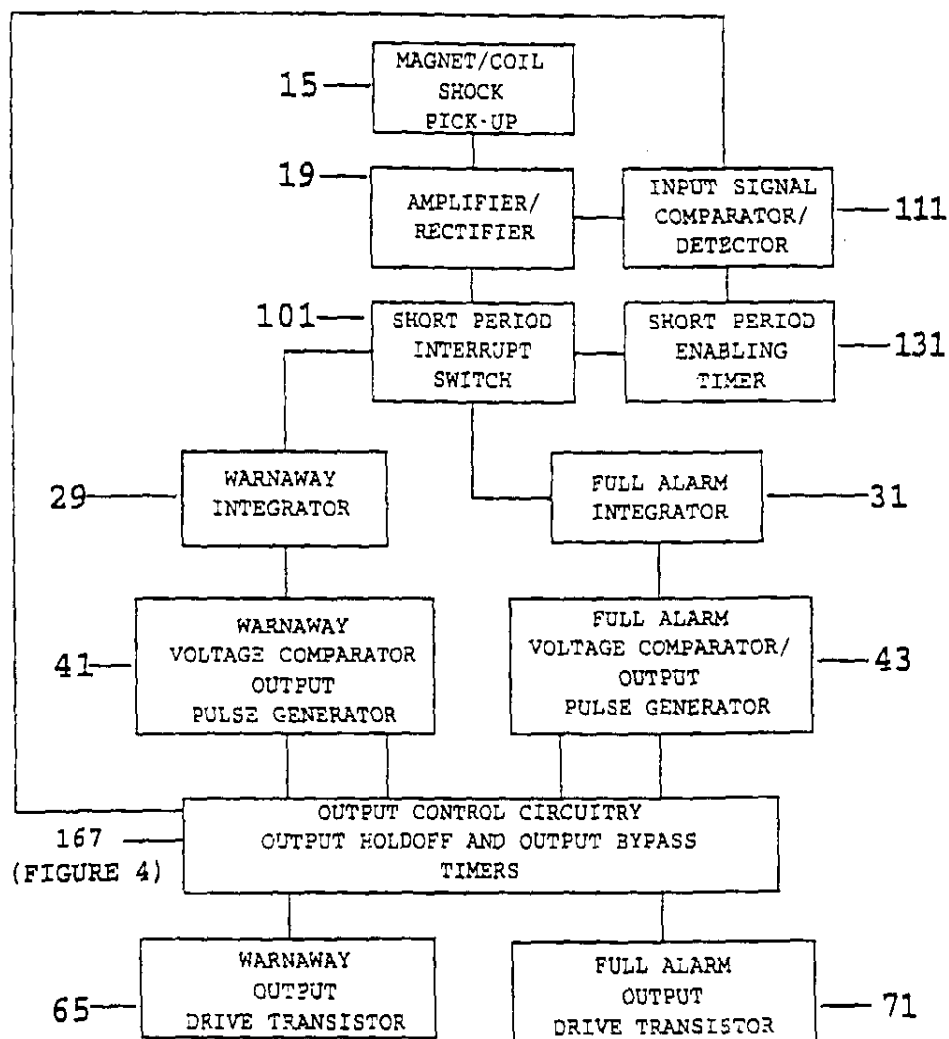 MAGNET/COIL
SHOCK
PICK-UP
15
19
AMPLIFIER/
RECTIFIER
INPUT SIGNAL
COMPARATOR/
DETECTOR
111
101
SHORT PERIOD
INTERRUPT
SWITCH
SHORT PERIOD
ENABLING
TIMER
131
29
WARNAWAY
INTEGRATOR
FULL ALARM
INTEGRATOR
31
41
WARNAWAY
VOLTAGE COMPARATOR
OUTPUT
PULSE GENERATOR
FULL ALARM
VOLTAGE COMPARATOR/
OUTPUT
PULSE GENERATOR
43
167
(FIGURE 4)
OUTPUT CONTROL CIRCUITRY
OUTPUT HOLDOFF AND OUTPUT BYPASS
TIMERS
65
WARNAWAY
OUTPUT
DRIVE TRANSISTOR
FULL ALARM
OUTPUT
DRIVE TRANSISTOR
71